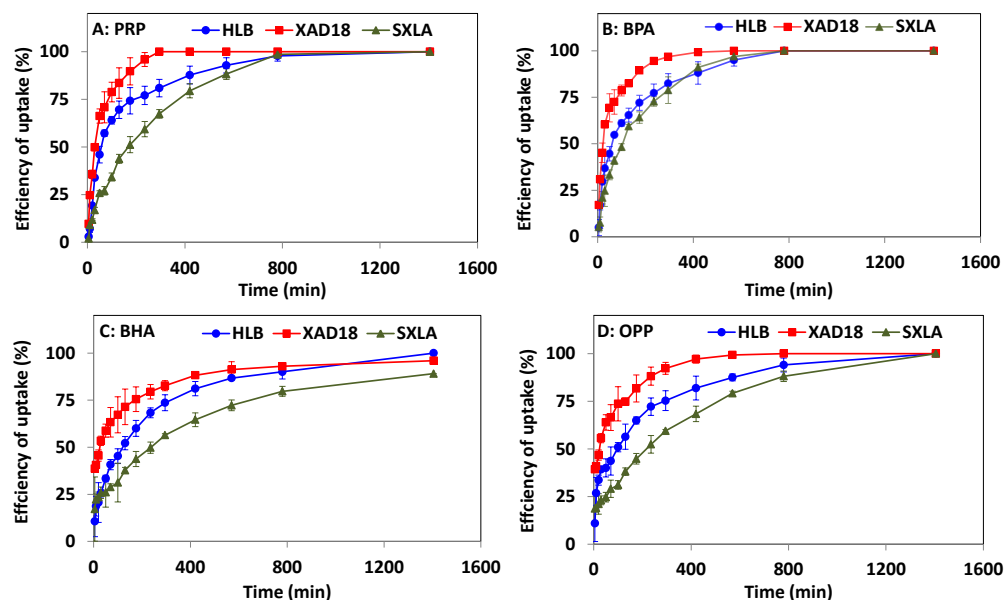 A: PRP
HLB XAD18 SXLA
Effciency of uptake (%)
100
75
50
25
0
0 400 800 1200 1600
Time (min)
B: BPA
HLB XAD18 SXLA
Effciency of uptake (%)
100
75
50
25
0
0 400 800 1200 1600
Time (min)
C: BHA
HLB XAD18 SXLA
Effciency of uptake (%)
100
75
50
25
0
0 400 800 1200 1600
Time (min)
D: OPP
HLB XAD18 SXLA
Effciency of uptake (%)
100
75
50
25
0
0 400 800 1200 1600
Time (min)